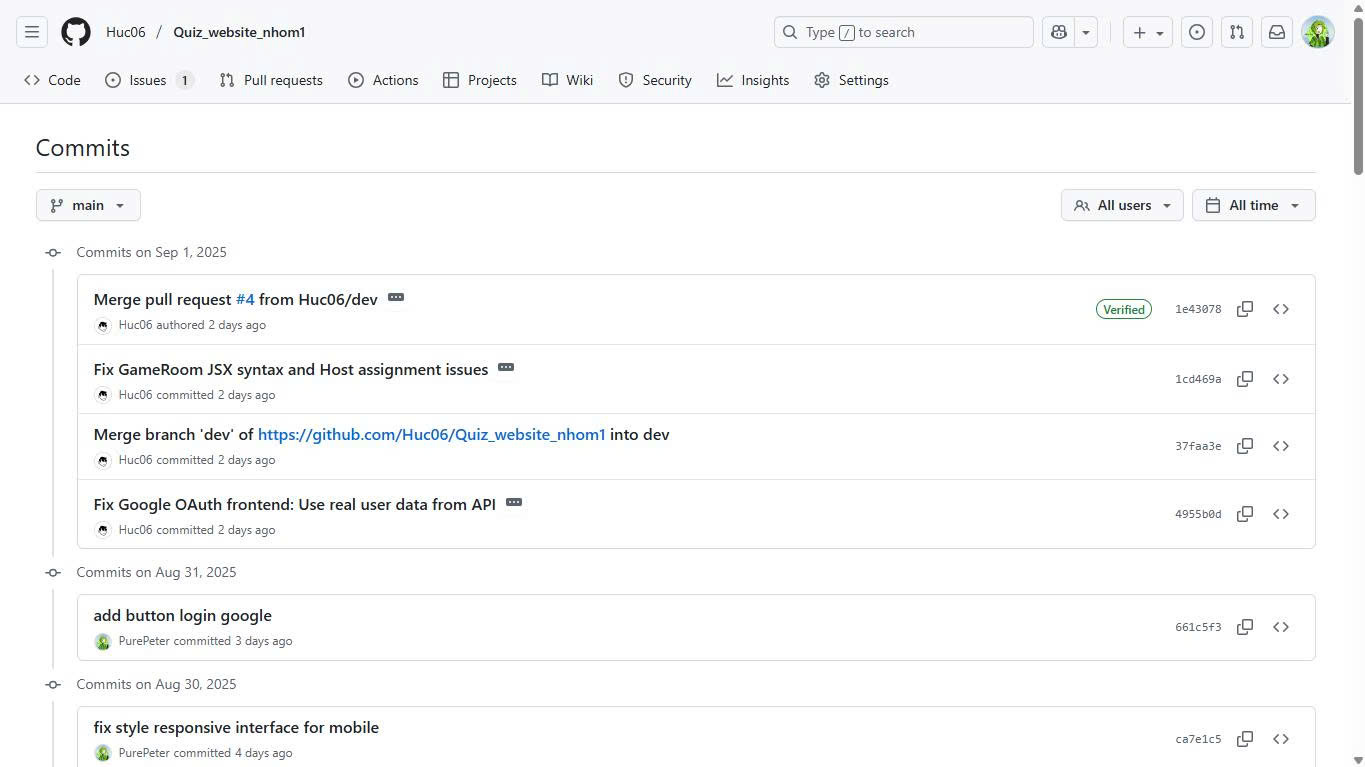 Huc06 / Quiz_website_nhom1
Type / to search
Code
Issues 1
Pull requests
Actions
Projects
Wiki
Security
Insights
Settings
Commits
main
All users
All time
Commits on Sep 1, 2025
Merge pull request #4 from Huc06/dev
Huc06 authored 2 days ago
Verified
1e43078
Fix GameRoom JSX syntax and Host assignment issues
Huc06 committed 2 days ago
1cd469a
Merge branch 'dev' of https://github.com/Huc06/Quiz_website_nhom1 into dev
Huc06 committed 2 days ago
37faa3e
Fix Google OAuth frontend: Use real user data from API
Huc06 committed 2 days ago
4955b0d
Commits on Aug 31, 2025
add button login google
PurePeter committed 3 days ago
661c5f3
Commits on Aug 30, 2025
fix style responsive interface for mobile
PurePeter committed 4 days ago
ca7e1c5